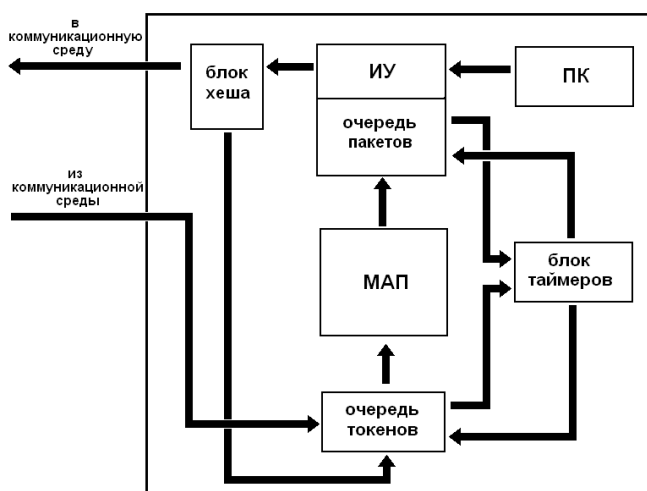 в
коммуникационную
среду
блок
хеша
ИУ
ПК
очередь
пакетов
из
коммуникационной
среды
МАП
блок
таймеров
очередь
токенов